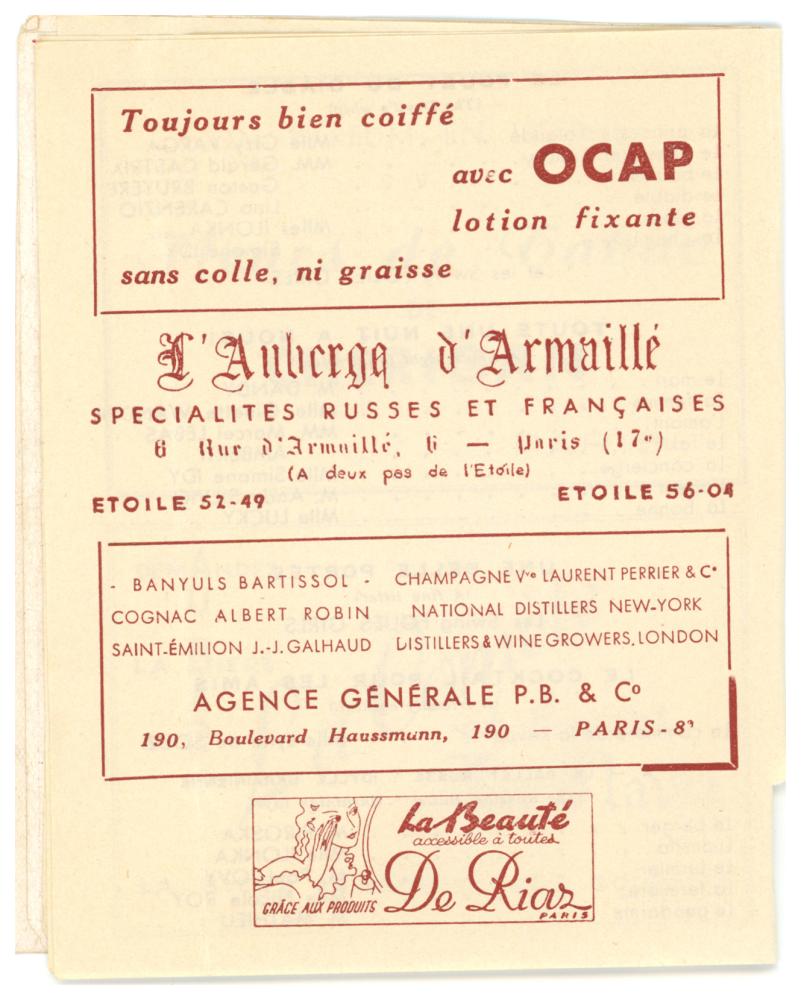 Toujours bien coiffé
avec OCAP
lotion fixante
sans colle, ni graisse
L'Auberge d'Armaillé
SPECIALITES RUSSES ET FRANÇAISES
6 Rue d'Armaillé, 6 — Paris (17e)
(A deux pas de l'Etoile)
ETOILE 52-49 ETOILE 56-04
- BANYULS BARTISSOL -
COGNAC ALBERT ROBIN
SAINT-ÉMILION J.-J. GALHAUD
CHAMPAGNE Vve LAURENT PERRIER & Co
NATIONAL DISTILLERS NEW-YORK
DISTILLERS & WINE GROWERS, LONDON
AGENCE GÉNÉRALE P.B. & Co
190, Boulevard Haussmann, 190 — PARIS-8e
La Beauté
accessible à toutes
GRÂCE AUX PRODUITS De Rias
PARIS